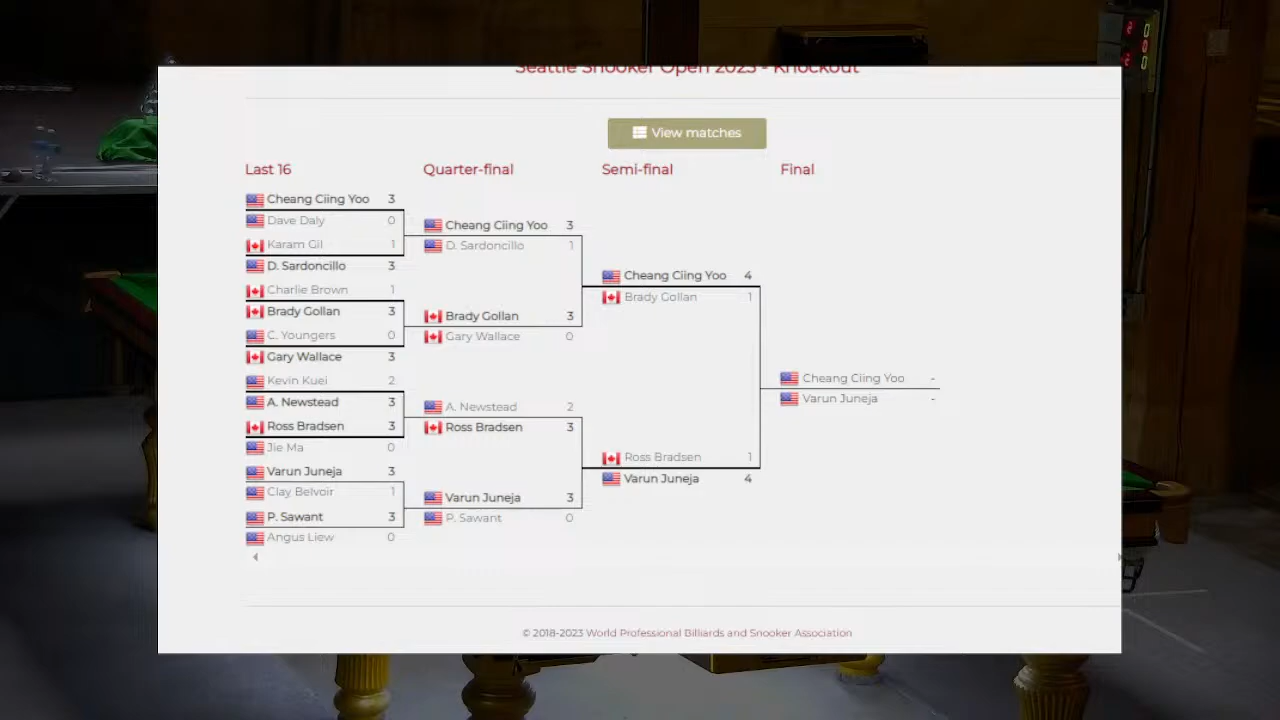 Seattle Snooker Open 2023 - Knockout
View matches
Last 16
Quarter-final
Semi-final
Final
Cheang Ciing Yoo 3
Dave Daly 0
Karam Gil 1
D. Sardoncillo 3
Charlie Brown 1
Brady Gollan 3
C. Youngers 0
Gary Wallace 3
Kevin Kuei 2
A. Newstead 3
Ross Bradsen 3
Jie Ma 0
Varun Juneja 3
Clay Belvoir 1
P. Sawant 3
Angus Liew 0
Cheang Ciing Yoo 3
D. Sardoncillo 1
Brady Gollan 3
Gary Wallace 0
A. Newstead 2
Ross Bradsen 3
Varun Juneja 3
P. Sawant 0
Cheang Ciing Yoo 4
Brady Gollan 1
Ross Bradsen 1
Varun Juneja 4
Cheang Ciing Yoo -
Varun Juneja -
© 2018-2023 World Professional Billiards and Snooker Association